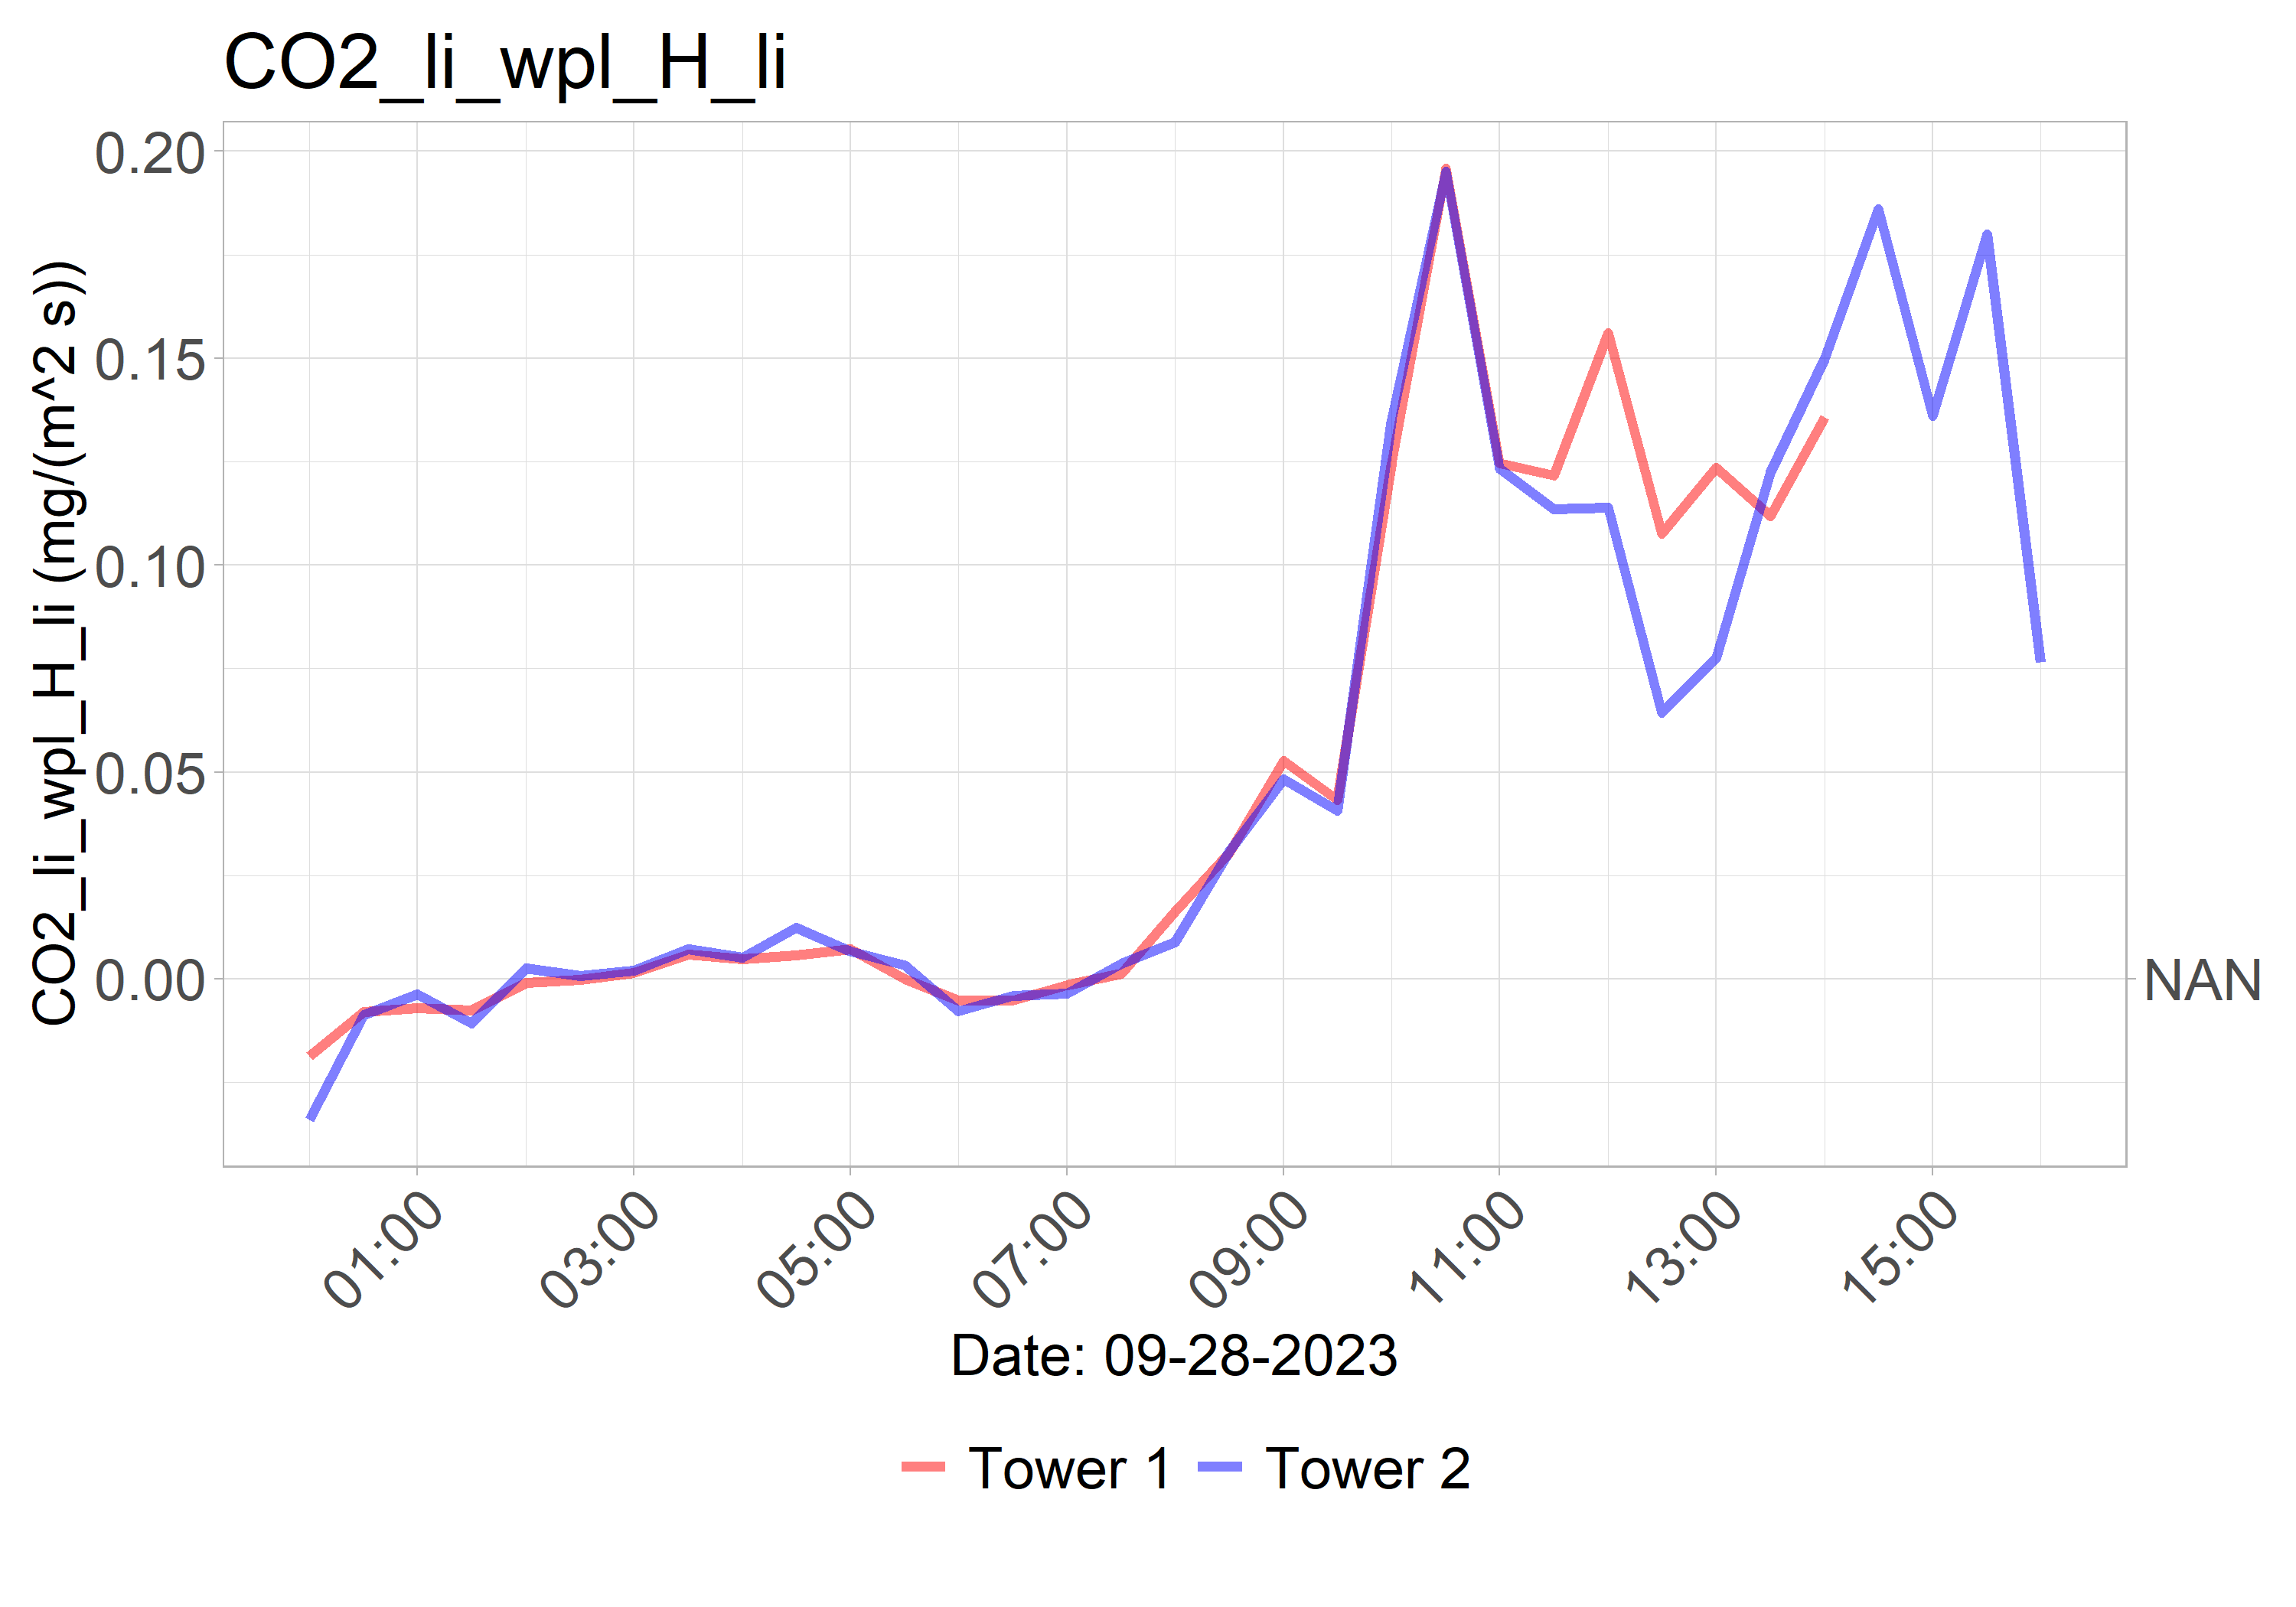 CO2_li_wpl_H_li
CO2_li_wpl_H_li (mg/(m^2 s))
0.20
0.15
0.10
0.05
0.00
NAN
01:00
03:00
05:00
07:00
09:00
11:00
13:00
15:00
Date: 09-28-2023
Tower 1 Tower 2